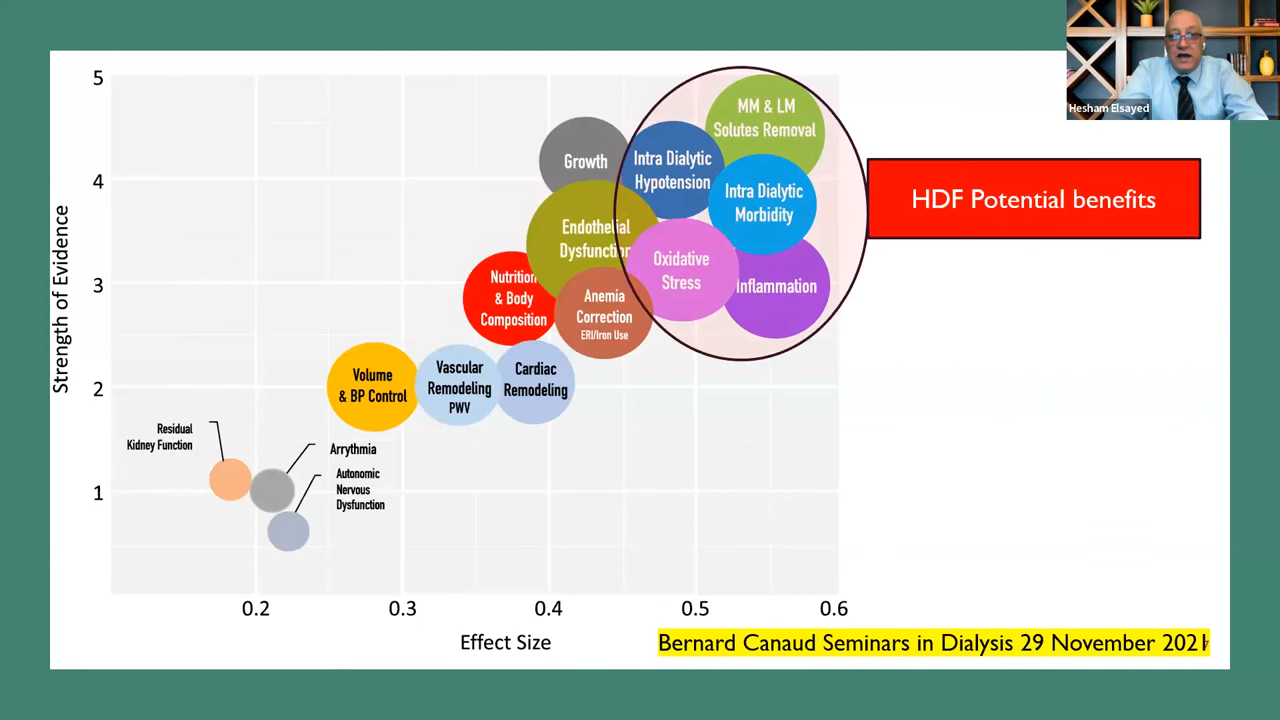 Hesham Elsayed
HDF Potential benefits
Strength of Evidence
5
4
3
2
1
MM & LM
Solutes Removal
Growth
Intra Dialytic
Hypotension
Intra Dialytic
Morbidity
Endothelial
Dysfunction
Oxidative
Stress
Inflammation
Nutrition
& Body
Composition
Anemia
Correction
ERI/Iron Use
Volume
& BP Control
Vascular
Remodeling
PWV
Cardiac
Remodeling
Residual
Kidney Function
Arrythmia
Autonomic
Nervous
Dysfunction
0.2
0.3
0.4
0.5
0.6
Effect Size
Bernard Canaud Seminars in Dialysis 29 November 2021